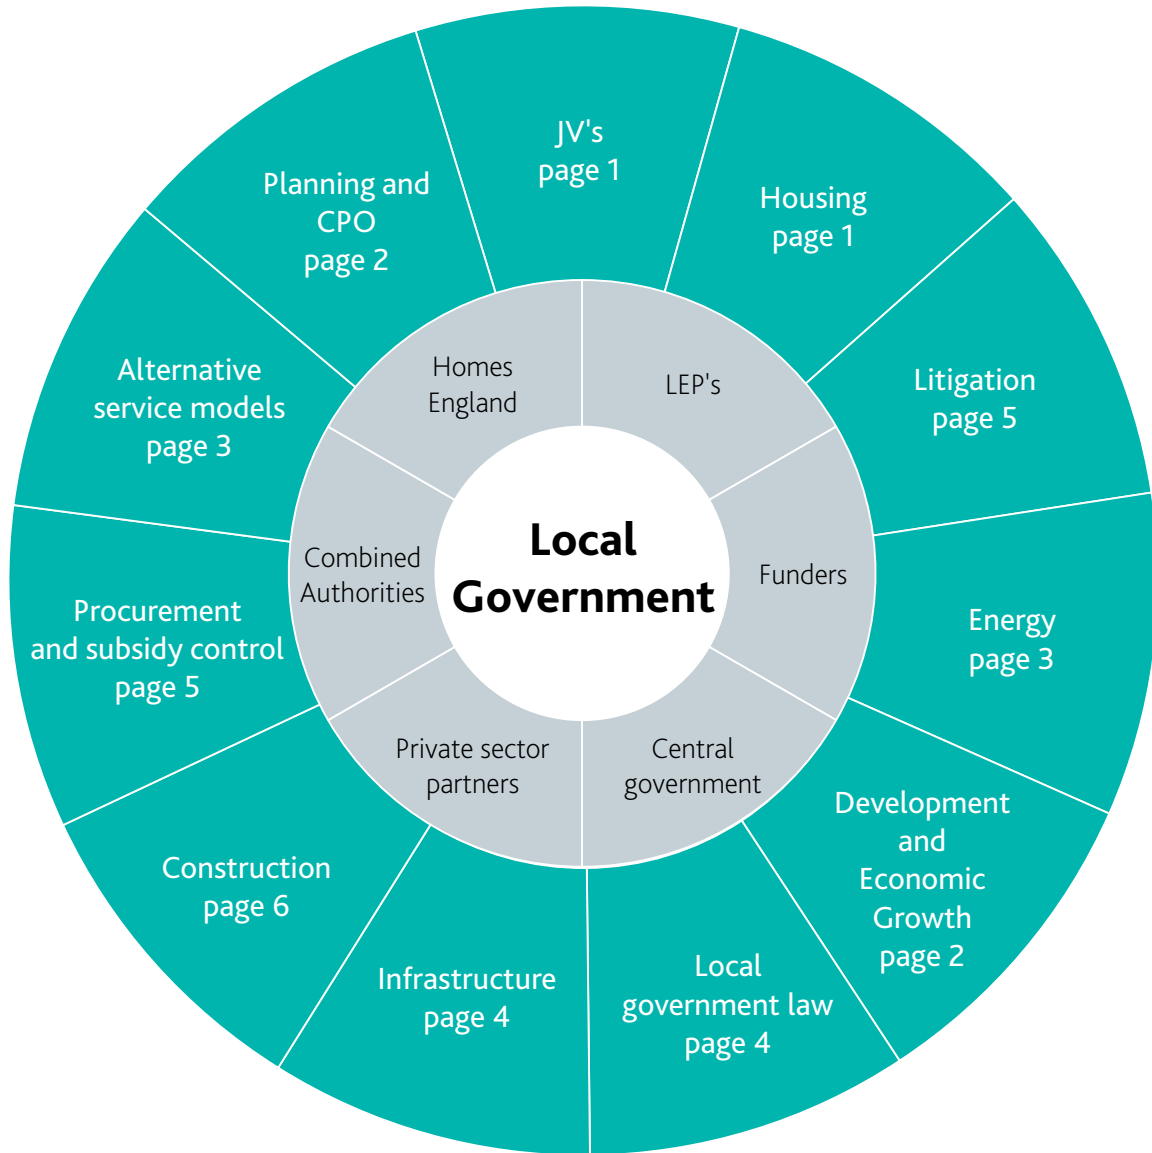 JV's
page 1
Housing
page 1
Litigation
page 5
Energy
page 3
Development
and
Economic
Growth
page 2
Local
government law
page 4
Infrastructure
page 4
Construction
page 6
Procurement
and subsidy control
page 5
Alternative
service models
page 3
Planning and
CPO
page 2
LEP's
Funders
Central
government
Private sector
partners
Combined
Authorities
Homes
England
Local
Government